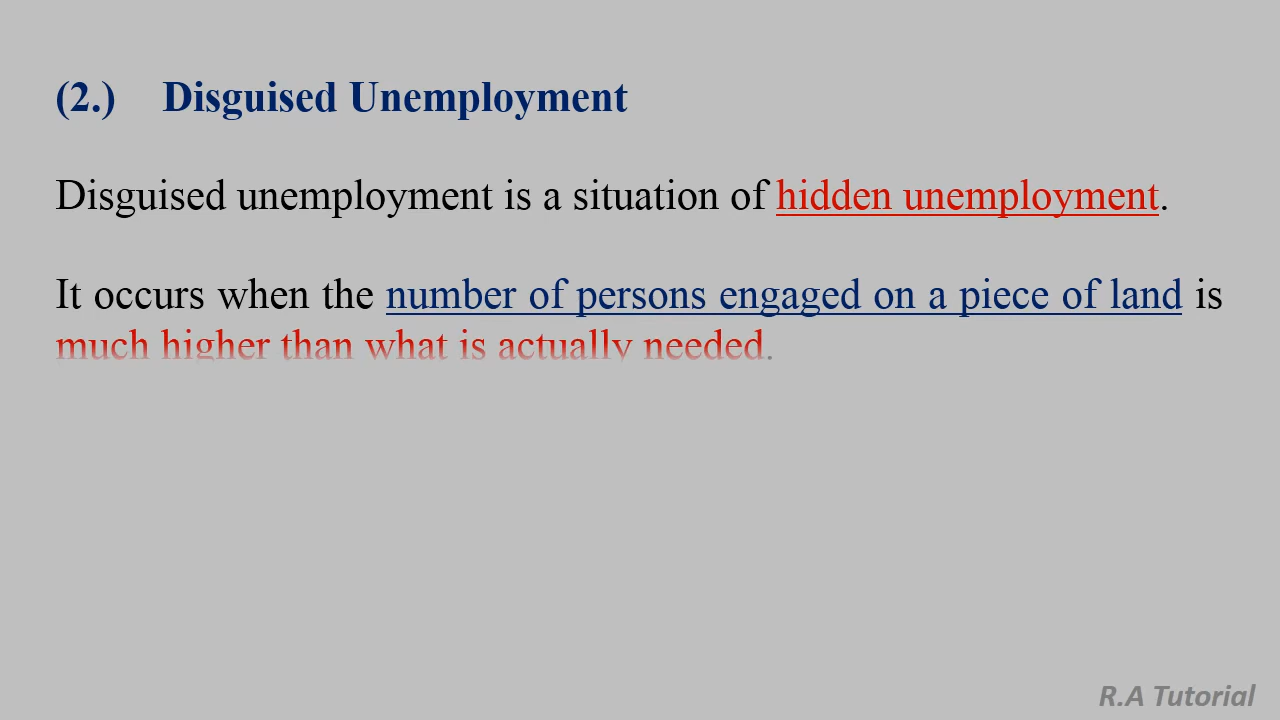 (2.) Disguised Unemployment
Disguised unemployment is a situation of hidden unemployment.
It occurs when the number of persons engaged on a piece of land is
much higher than what is actually needed.
R.A Tutorial